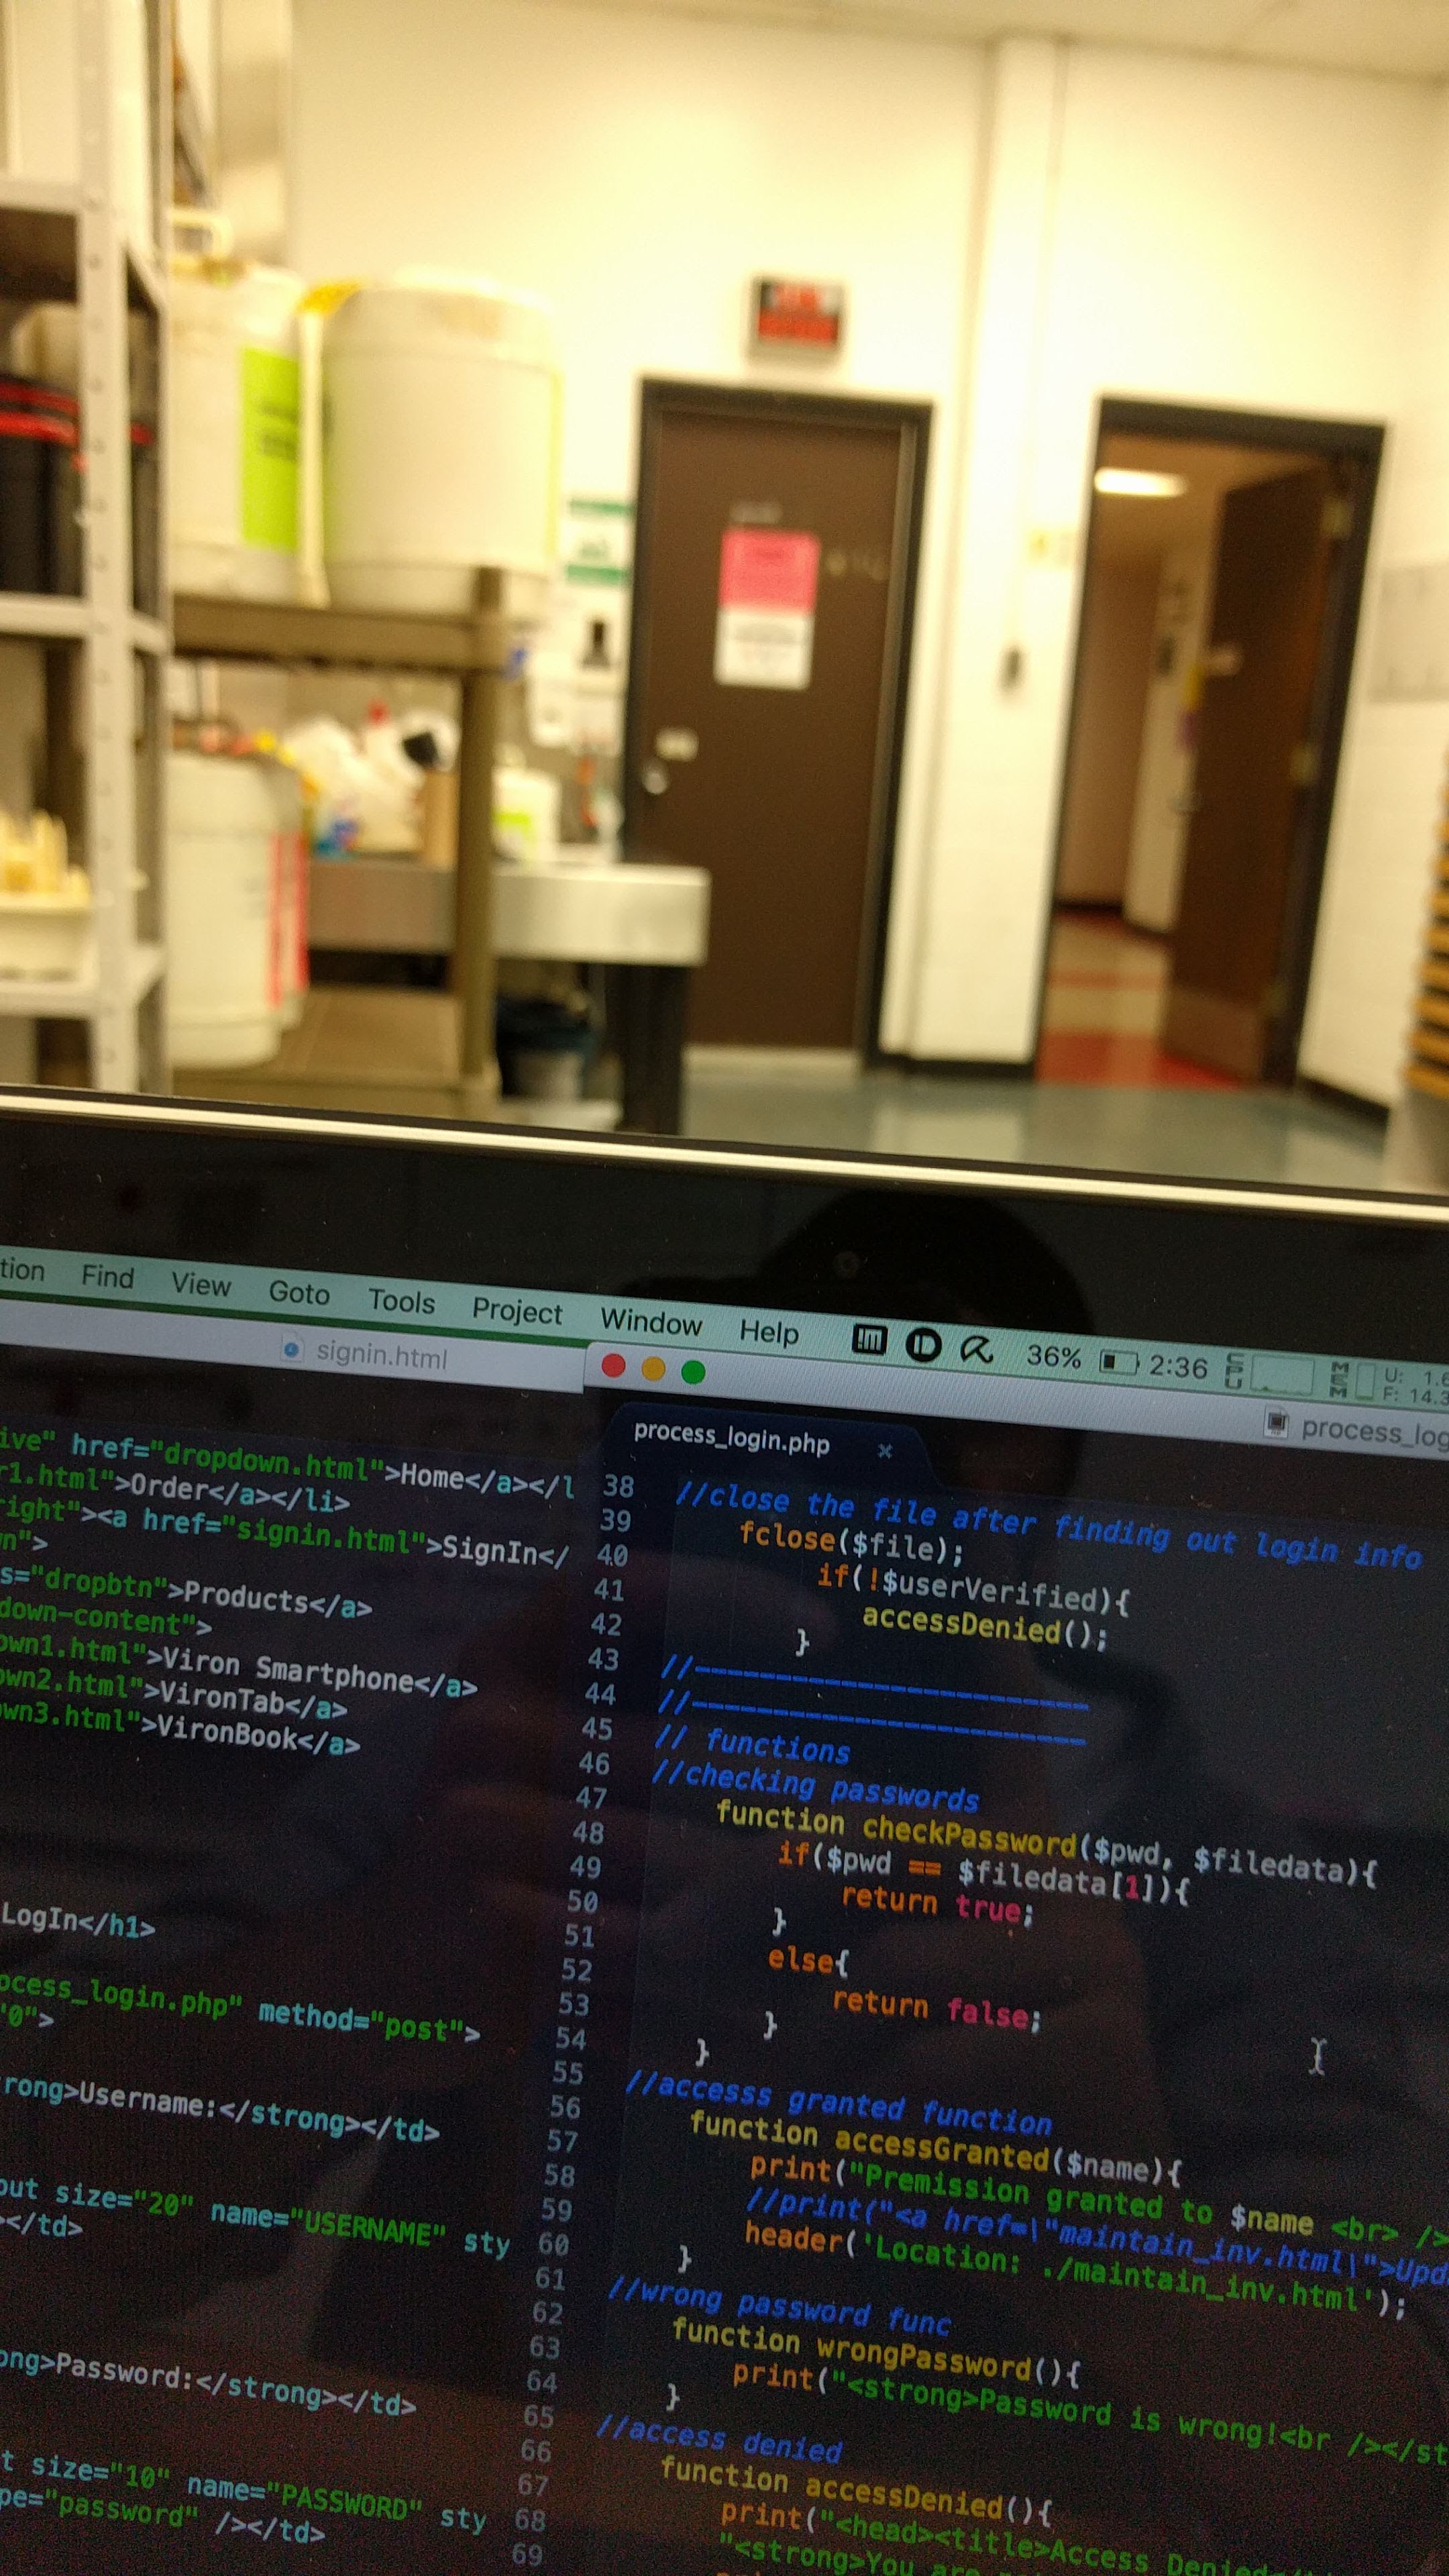 tion Find View Goto Tools Project Window Help 36% 2:36 CPU MEM U: 1.6
F: 14.3
signin.html
process_log
ive" href="dropdown.html">Home</a></l
r1.html">Order</a></li>
right"><a href="signin.html">SignIn</
n">
s="dropbtn">Products</a>
down-content">
own1.html">Viron Smartphone</a>
own2.html">VironTab</a>
own3.html">VironBook</a>
LogIn</h1>
ocess_login.php" method="post">
"0">
rong>Username:</strong></td>
out size="20" name="USERNAME" sty
></td>
ong>Password:</strong></td>
t size="10" name="PASSWORD" sty
pe="password" /></td>
process_login.php ×
38 //close the file after finding out login info
39 fclose($file);
40 if(!$userVerified){
41 accessDenied();
42 }
43 //-----------------------------
44 //-----------------------------
45 // functions
46 //checking passwords
47 function checkPassword($pwd, $filedata){
48 if($pwd == $filedata[1]){
49 return true;
50 }
51 else{
52 return false;
53 }
54 }
55 //accesss granted function
56 function accessGranted($name){
57 print("Premission granted to $name <br> />
58 //print("<a href=\"maintain_inv.html\">Upd
59 header('Location: ./maintain_inv.html');
60 }
61 //wrong password func
62 function wrongPassword(){
63 print("<strong>Password is wrong!<br /></st
64 }
65 //access denied
66 function accessDenied(){
67 print("<head><title>Access Denied
68 "<strong>You are
69